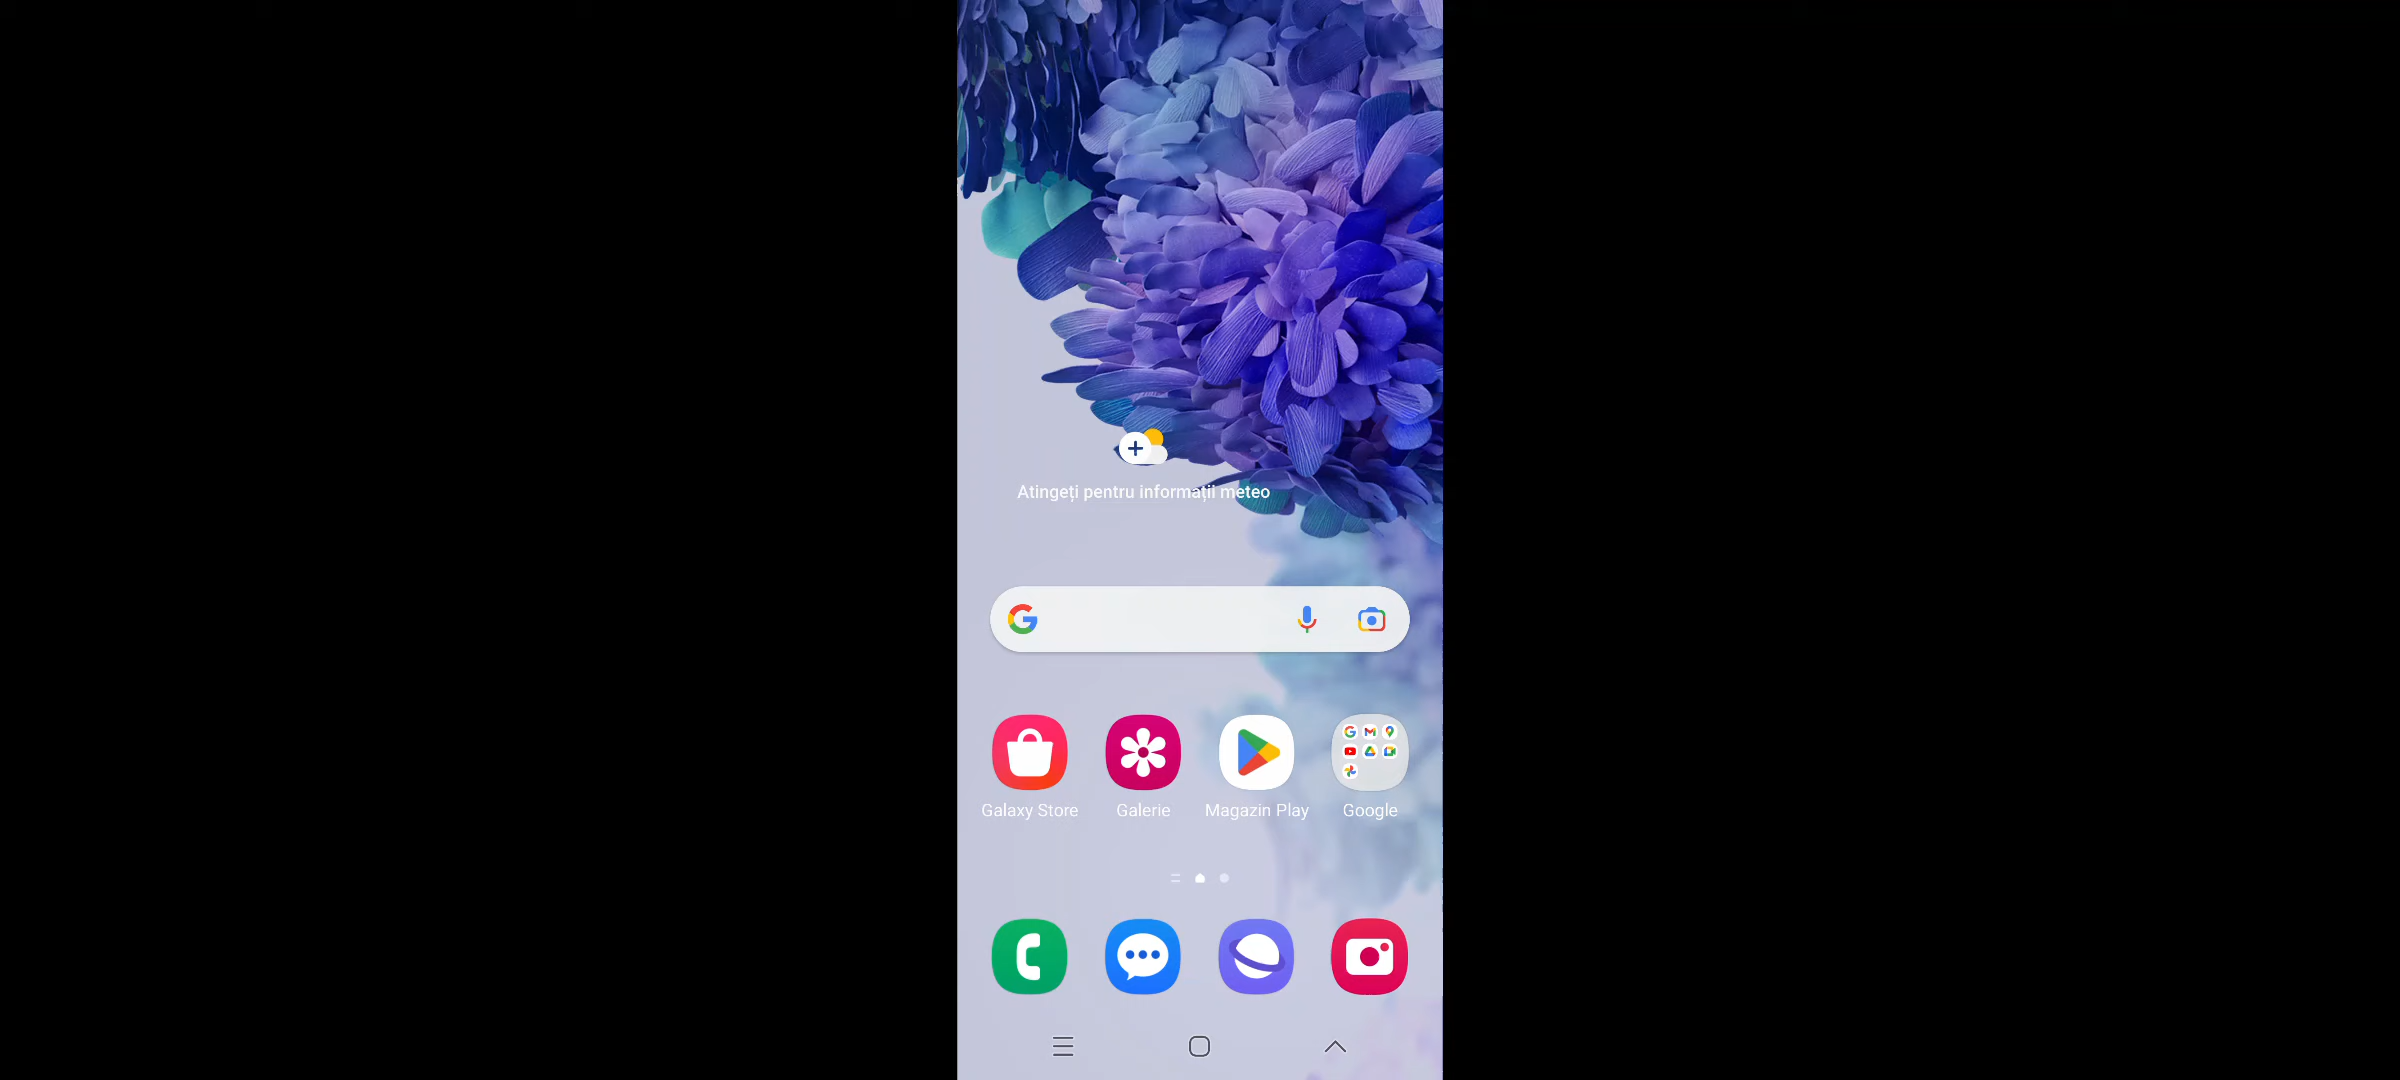 Atingeți pentru informații meteo
Galaxy Store
Galerie
Magazin Play
Google